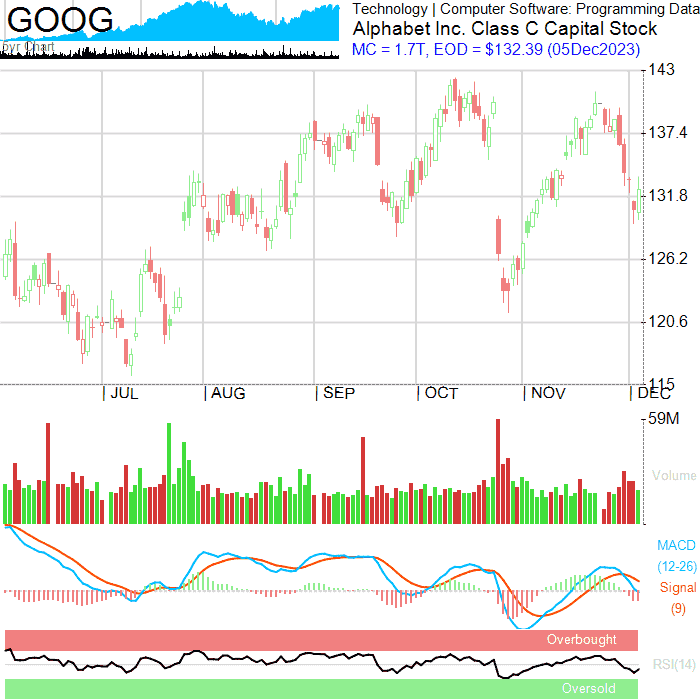 GOOG
5yr Chart
Technology | Computer Software: Programming Data
Alphabet Inc. Class C Capital Stock
MC = 1.7T, EOD = $132.39 (05Dec2023)
143
137.4
131.8
126.2
120.6
115
| JUL | AUG | SEP | OCT | NOV | DEC
59M
Volume
MACD
(12-26)
Signal
(9)
Overbought
RSI(14)
Oversold